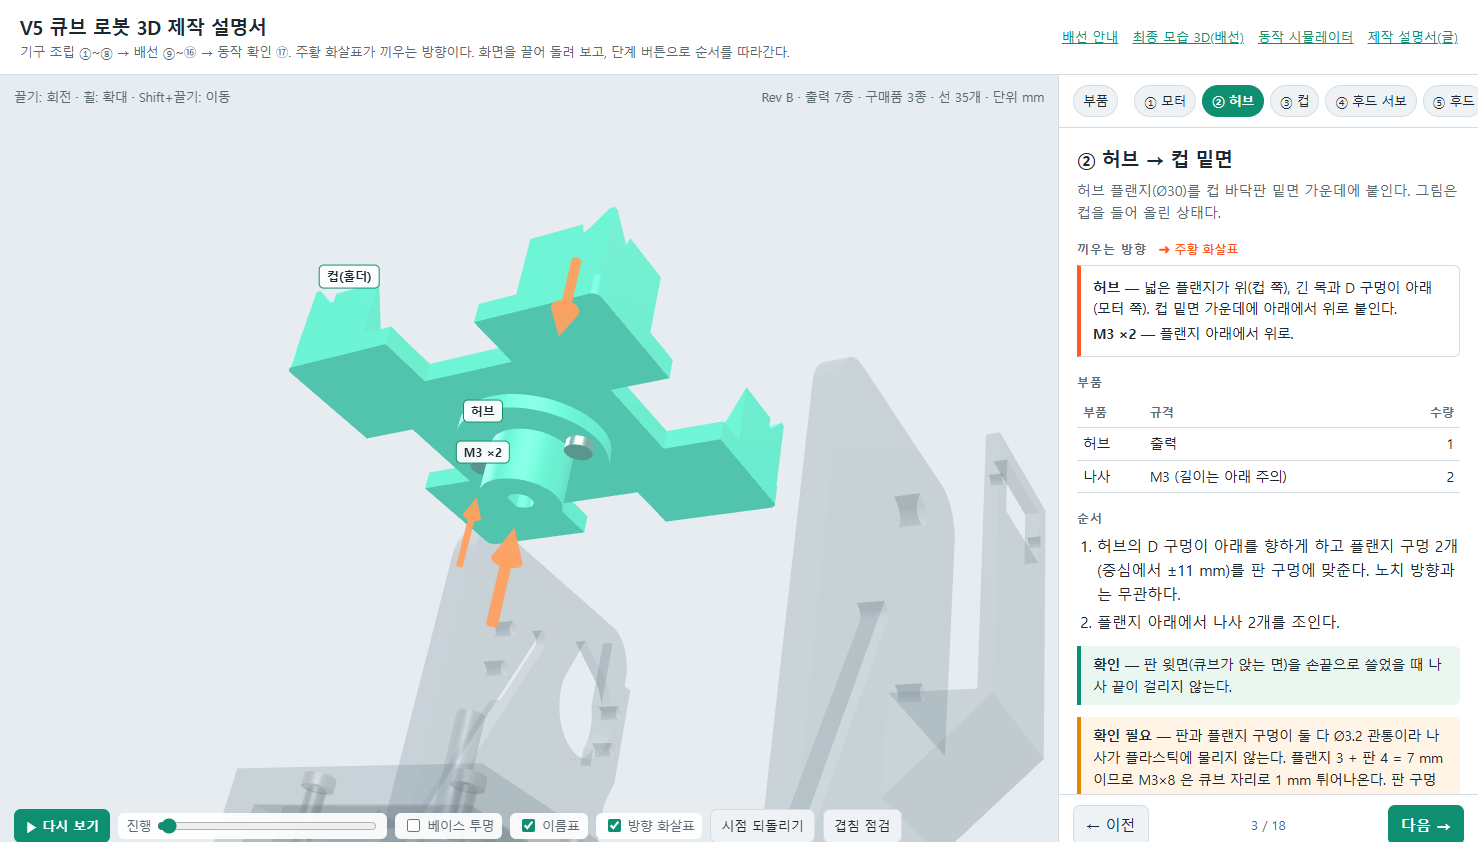 V5 큐브 로봇 3D 제작 설명서
기구 조립 ①~⑧ → 배선 ⑨~⑯ → 동작 확인 ⑰. 주황 화살표가 끼우는 방향이다. 화면을 끌어 돌려 보고, 단계 버튼으로 순서를 따라간다.
배선 안내 최종 모습 3D(배선) 동작 시뮬레이터 제작 설명서(글)
끌기: 회전 · 휠: 확대 · Shift+끌기: 이동
Rev B · 출력 7종 · 구매품 3종 · 선 35개 · 단위 mm
컵(홀더)
허브
M3 ×2
▶ 다시 보기
진행
베이스 투명
이름표
방향 화살표
시점 되돌리기
겹침 점검
부품 ① 모터 ② 허브 ③ 컵 ④ 후드 서보 ⑤ 후드
② 허브 → 컵 밑면
허브 플랜지(Ø30)를 컵 바닥판 밑면 가운데에 붙인다. 그림은
컵을 들어 올린 상태다.
끼우는 방향 → 주황 화살표
허브 — 넓은 플랜지가 위(컵 쪽), 긴 목과 D 구멍이 아래
(모터 쪽). 컵 밑면 가운데에 아래에서 위로 붙인다.
M3 ×2 — 플랜지 아래에서 위로.
부품
부품 규격 수량
허브 출력 1
나사 M3 (길이는 아래 주의) 2
순서
1. 허브의 D 구멍이 아래를 향하게 하고 플랜지 구멍 2개
(중심에서 ±11 mm)를 판 구멍에 맞춘다. 노치 방향과
는 무관하다.
2. 플랜지 아래에서 나사 2개를 조인다.
확인 — 판 윗면(큐브가 앉는 면)을 손끝으로 쓸었을 때 나
사 끝이 걸리지 않는다.
확인 필요 — 판과 플랜지 구멍이 둘 다 Ø3.2 관통이라 나
사가 플라스틱에 물리지 않는다. 플랜지 3 + 판 4 = 7 mm
이므로 M3×8 은 큐브 자리로 1 mm 튀어나온다. 판 구멍
← 이전
3 / 18
다음 →